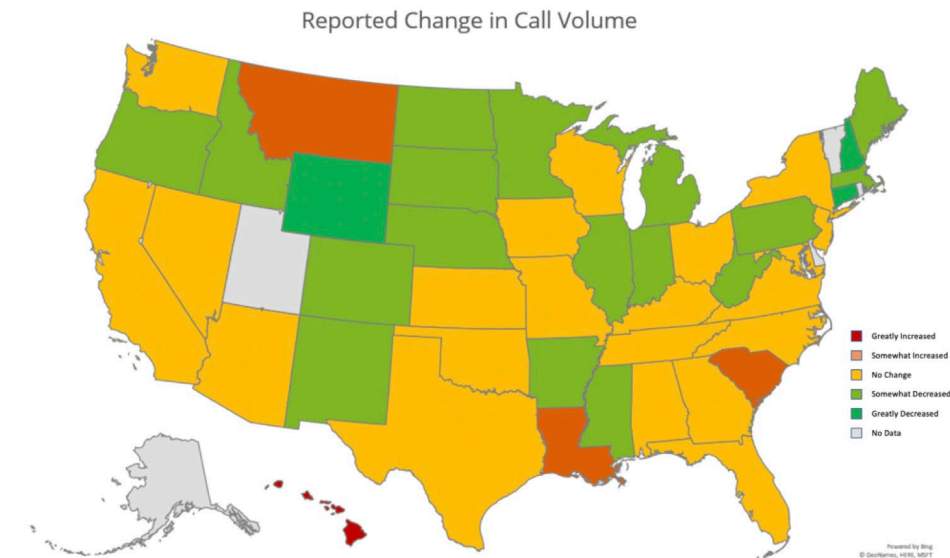 Reported Change in Call Volume
Greatly Increased
Somewhat Increased
No Change
Somewhat Decreased
Greatly Decreased
No Data
Powered by Bing
© GeoNames, HERE, MSFT